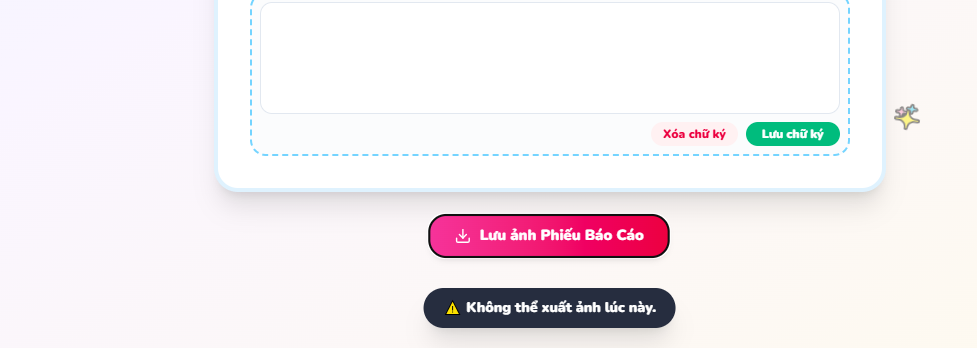 Xóa chữ ký
Lưu chữ ký
Lưu ảnh Phiếu Báo Cáo
⚠️ Không thể xuất ảnh lúc này.